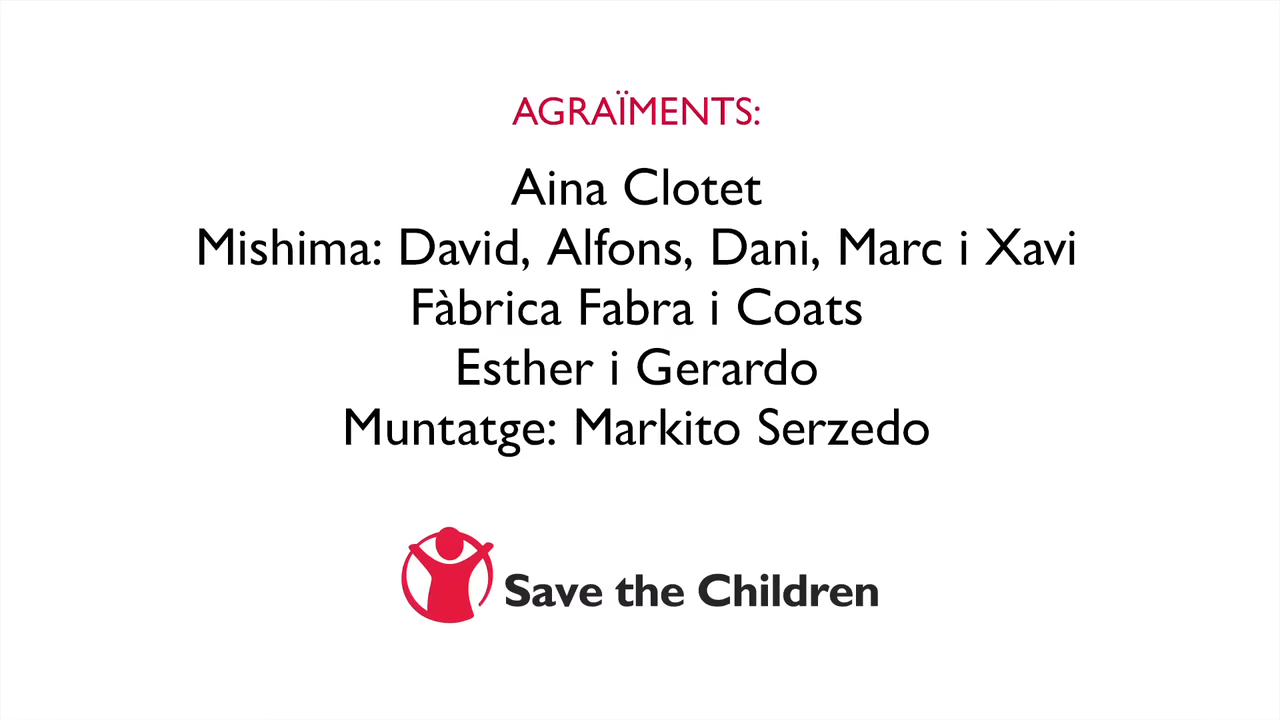 AGRAÏMENTS:
Aina Clotet
Mishima: David, Alfons, Dani, Marc i Xavi
Fàbrica Fabra i Coats
Esther i Gerardo
Muntatge: Markito Serzedo
Save the Children